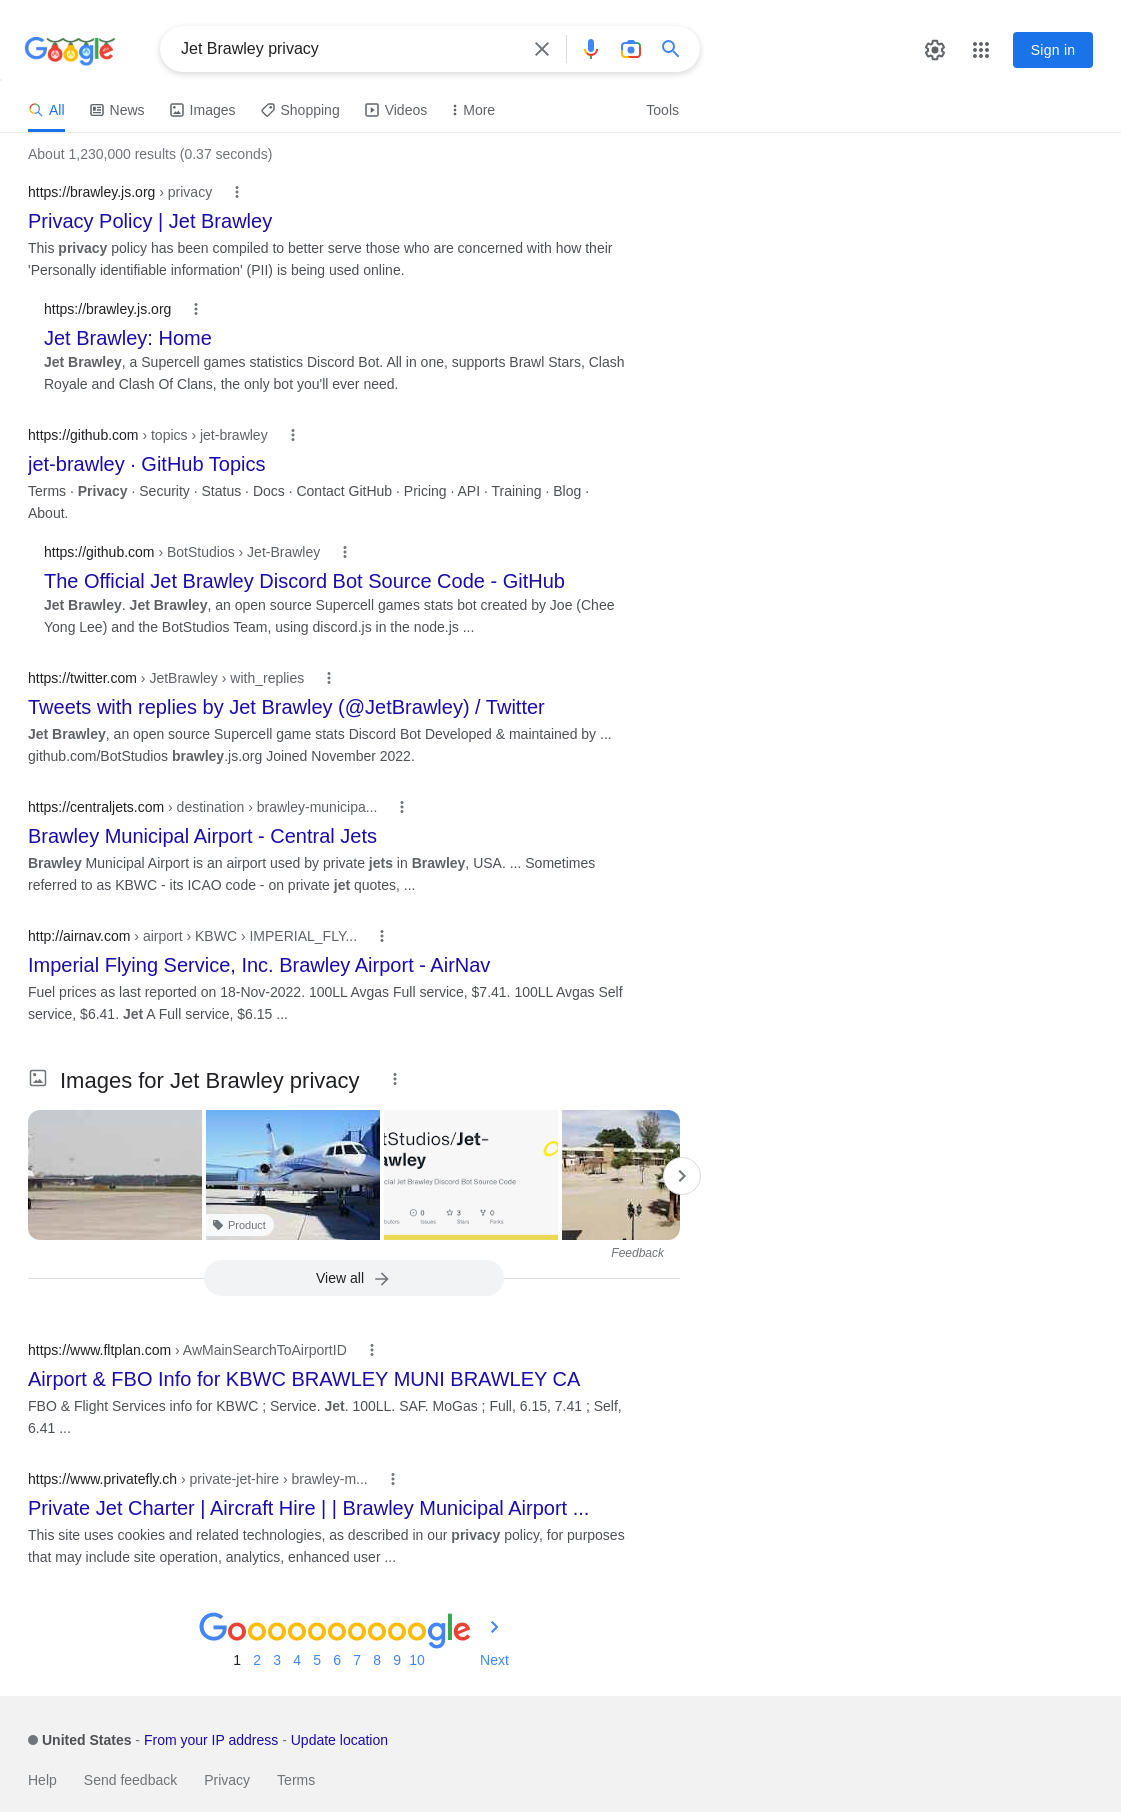 Google
Jet Brawley privacy
Sign in
All
News
Images
Shopping
Videos
More
Tools
About 1,230,000 results (0.37 seconds)
https://brawley.js.org › privacy
Privacy Policy | Jet Brawley
This privacy policy has been compiled to better serve those who are concerned with how their
'Personally identifiable information' (PII) is being used online.
https://brawley.js.org
Jet Brawley: Home
Jet Brawley, a Supercell games statistics Discord Bot. All in one, supports Brawl Stars, Clash
Royale and Clash Of Clans, the only bot you'll ever need.
https://github.com › topics › jet-brawley
jet-brawley · GitHub Topics
Terms · Privacy · Security · Status · Docs · Contact GitHub · Pricing · API · Training · Blog ·
About.
https://github.com › BotStudios › Jet-Brawley
The Official Jet Brawley Discord Bot Source Code - GitHub
Jet Brawley. Jet Brawley, an open source Supercell games stats bot created by Joe (Chee
Yong Lee) and the BotStudios Team, using discord.js in the node.js ...
https://twitter.com › JetBrawley › with_replies
Tweets with replies by Jet Brawley (@JetBrawley) / Twitter
Jet Brawley, an open source Supercell game stats Discord Bot Developed & maintained by ...
github.com/BotStudios brawley.js.org Joined November 2022.
https://centraljets.com › destination › brawley-municipa...
Brawley Municipal Airport - Central Jets
Brawley Municipal Airport is an airport used by private jets in Brawley, USA. ... Sometimes
referred to as KBWC - its ICAO code - on private jet quotes, ...
http://airnav.com › airport › KBWC › IMPERIAL_FLY...
Imperial Flying Service, Inc. Brawley Airport - AirNav
Fuel prices as last reported on 18-Nov-2022. 100LL Avgas Full service, $7.41. 100LL Avgas Self
service, $6.41. Jet A Full service, $6.15 ...
Images for Jet Brawley privacy
Product
tStudios/Jet-
awley
cial Jet Brawley Discord Bot Source Code
0 3 0
butors Issues Stars Forks
Feedback
View all
https://www.fltplan.com › AwMainSearchToAirportID
Airport & FBO Info for KBWC BRAWLEY MUNI BRAWLEY CA
FBO & Flight Services info for KBWC ; Service. Jet. 100LL. SAF. MoGas ; Full, 6.15, 7.41 ; Self,
6.41 ...
https://www.privatefly.ch › private-jet-hire › brawley-m...
Private Jet Charter | Aircraft Hire | | Brawley Municipal Airport ...
This site uses cookies and related technologies, as described in our privacy policy, for purposes
that may include site operation, analytics, enhanced user ...
Goooooooooogle
1 2 3 4 5 6 7 8 9 10 Next
United States - From your IP address - Update location
Help Send feedback Privacy Terms